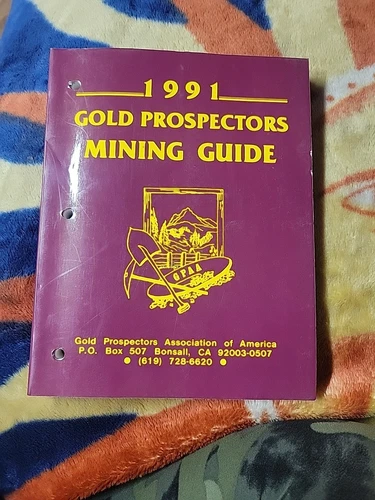 1991
GOLD PROSPECTORS
MINING GUIDE
GPAA
Gold Prospectors Association of America
P.O. Box 507 Bonsall, CA 92003-0507
● (619) 728-6620 ●